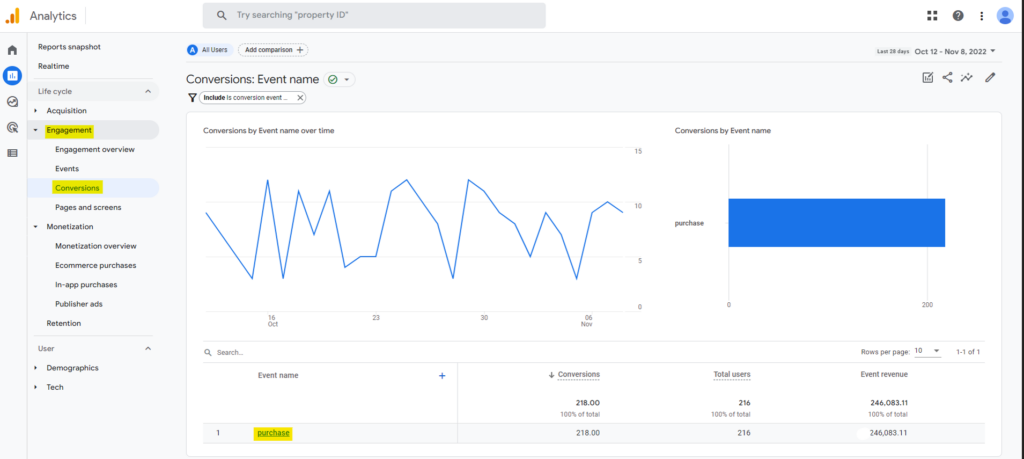 Analytics
Try searching "property ID"
Reports snapshot
Realtime
Life cycle
Acquisition
Engagement
Engagement overview
Events
Conversions
Pages and screens
Monetization
Monetization overview
Ecommerce purchases
In-app purchases
Publisher ads
Retention
User
Demographics
Tech
A All Users
Add comparison +
Last 28 days Oct 12 - Nov 8, 2022
Conversions: Event name
Include Is conversion event ..
Conversions by Event name over time
15
10
5
0
16
Oct
23
30
06
Nov
Conversions by Event name
purchase
0
200
Search..
Rows per page: 10
1-1 of 1
Event name
+
Conversions
Total users
Event revenue
218.00
216
246,083.11
100% of total
100% of total
100% of total
1
purchase
218.00
216
246,083.11